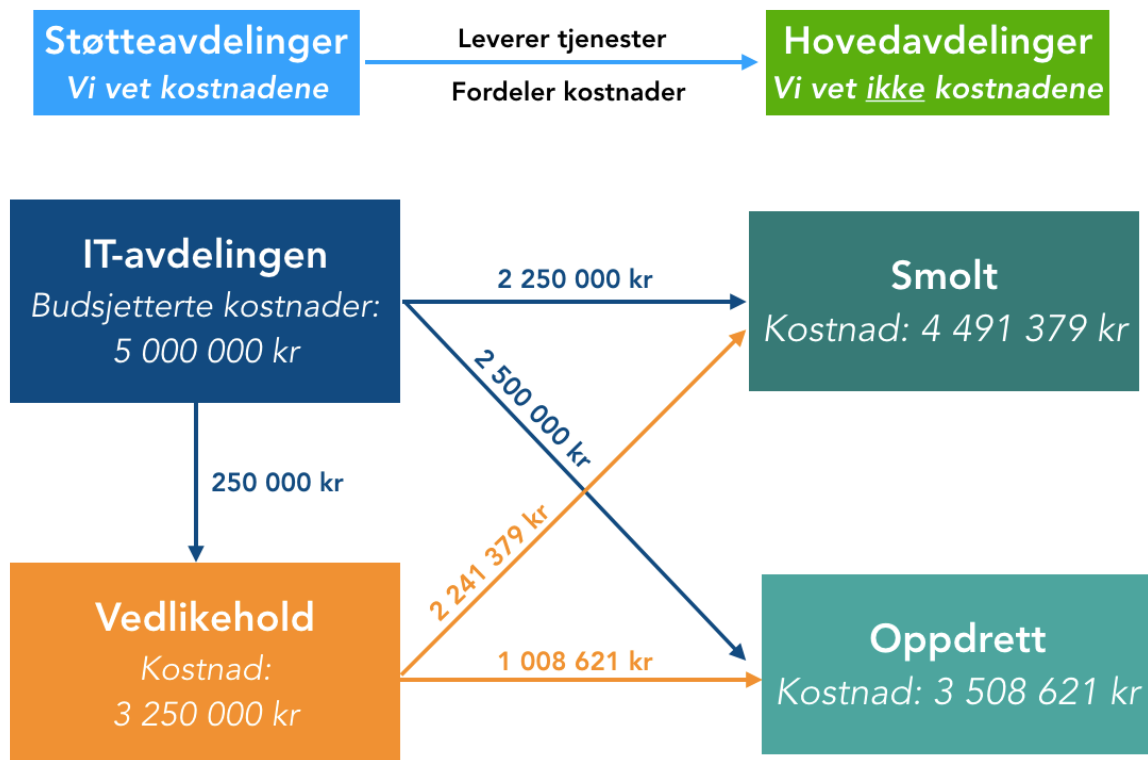 Støtteavdelinger
Vi vet kostnadene
Leverer tjenester
Fordeler kostnader
Hovedavdelinger
Vi vet ikke kostnadene
IT-avdelingen
Budsjetterte kostnader:
5 000 000 kr
2 250 000 kr
Smolt
Kostnad: 4 491 379 kr
2 500 000 kr
250 000 kr
2 241 379 kr
Vedlikehold
Kostnad:
3 250 000 kr
1 008 621 kr
Oppdrett
Kostnad: 3 508 621 kr